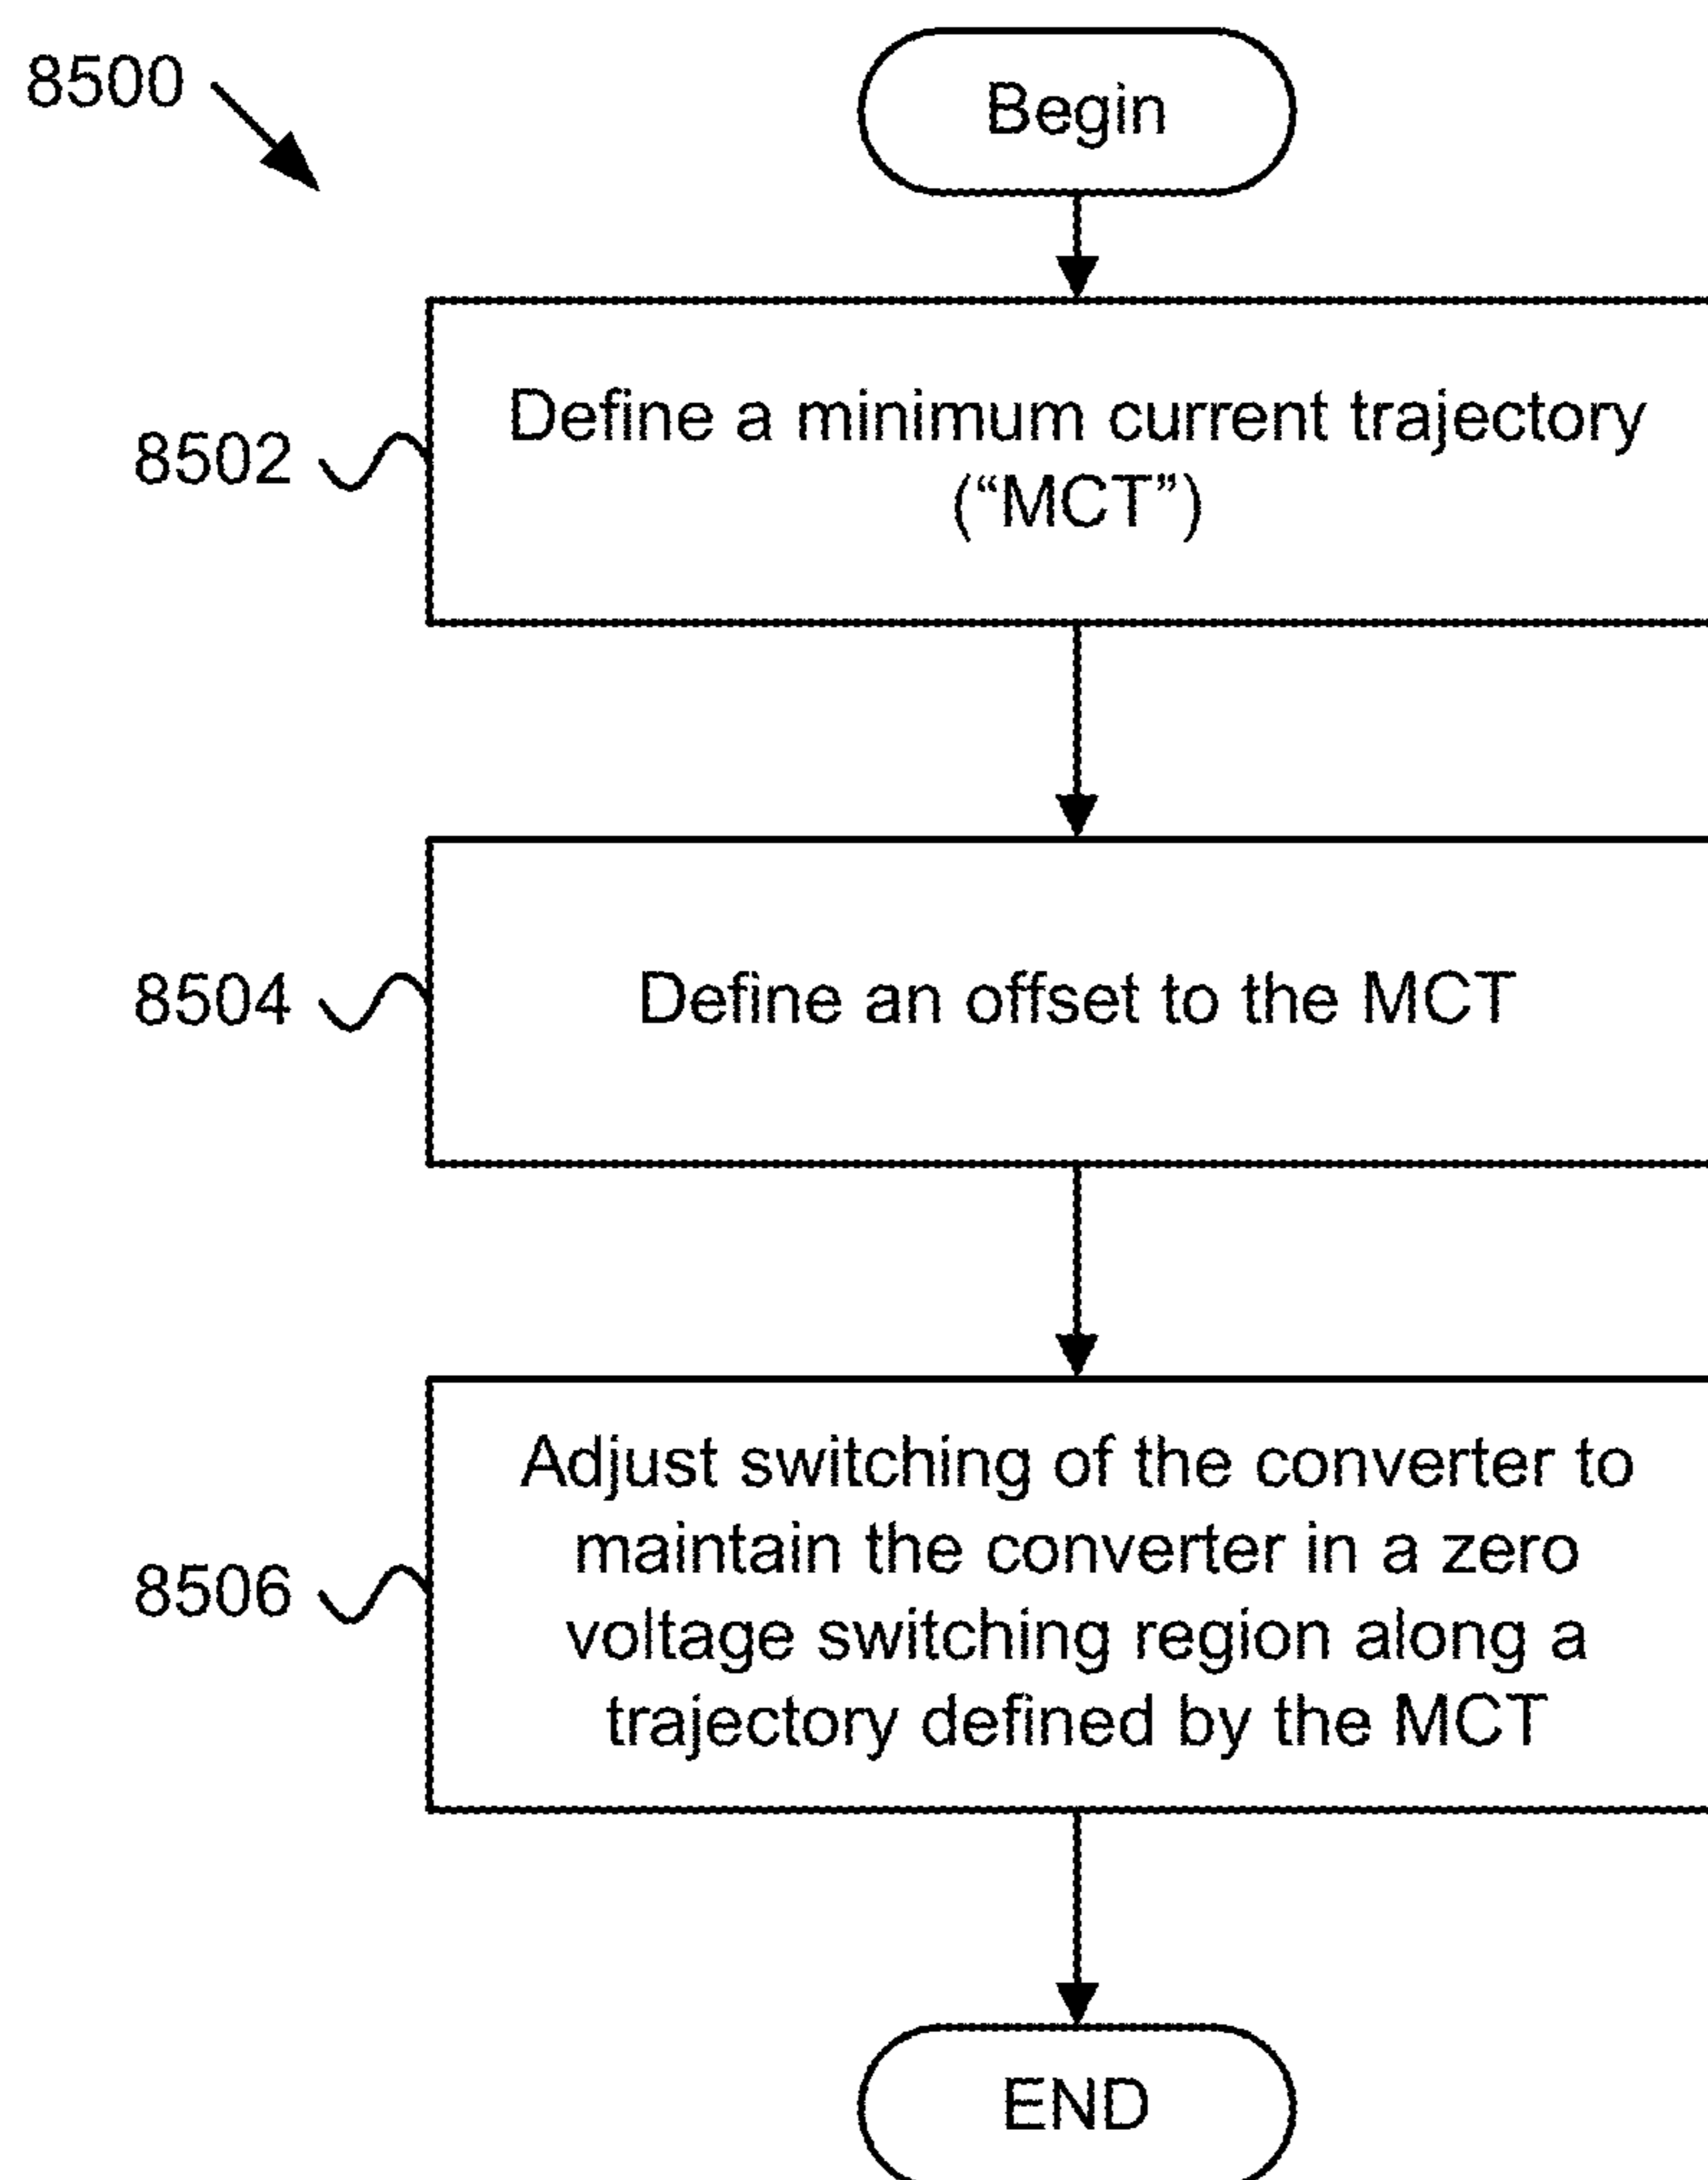 8500
Begin
8502
Define a minimum current trajectory
(“MCT”)
8504
Define an offset to the MCT
8506
Adjust switching of the converter to
maintain the converter in a zero
voltage switching region along a
trajectory defined by the MCT
END